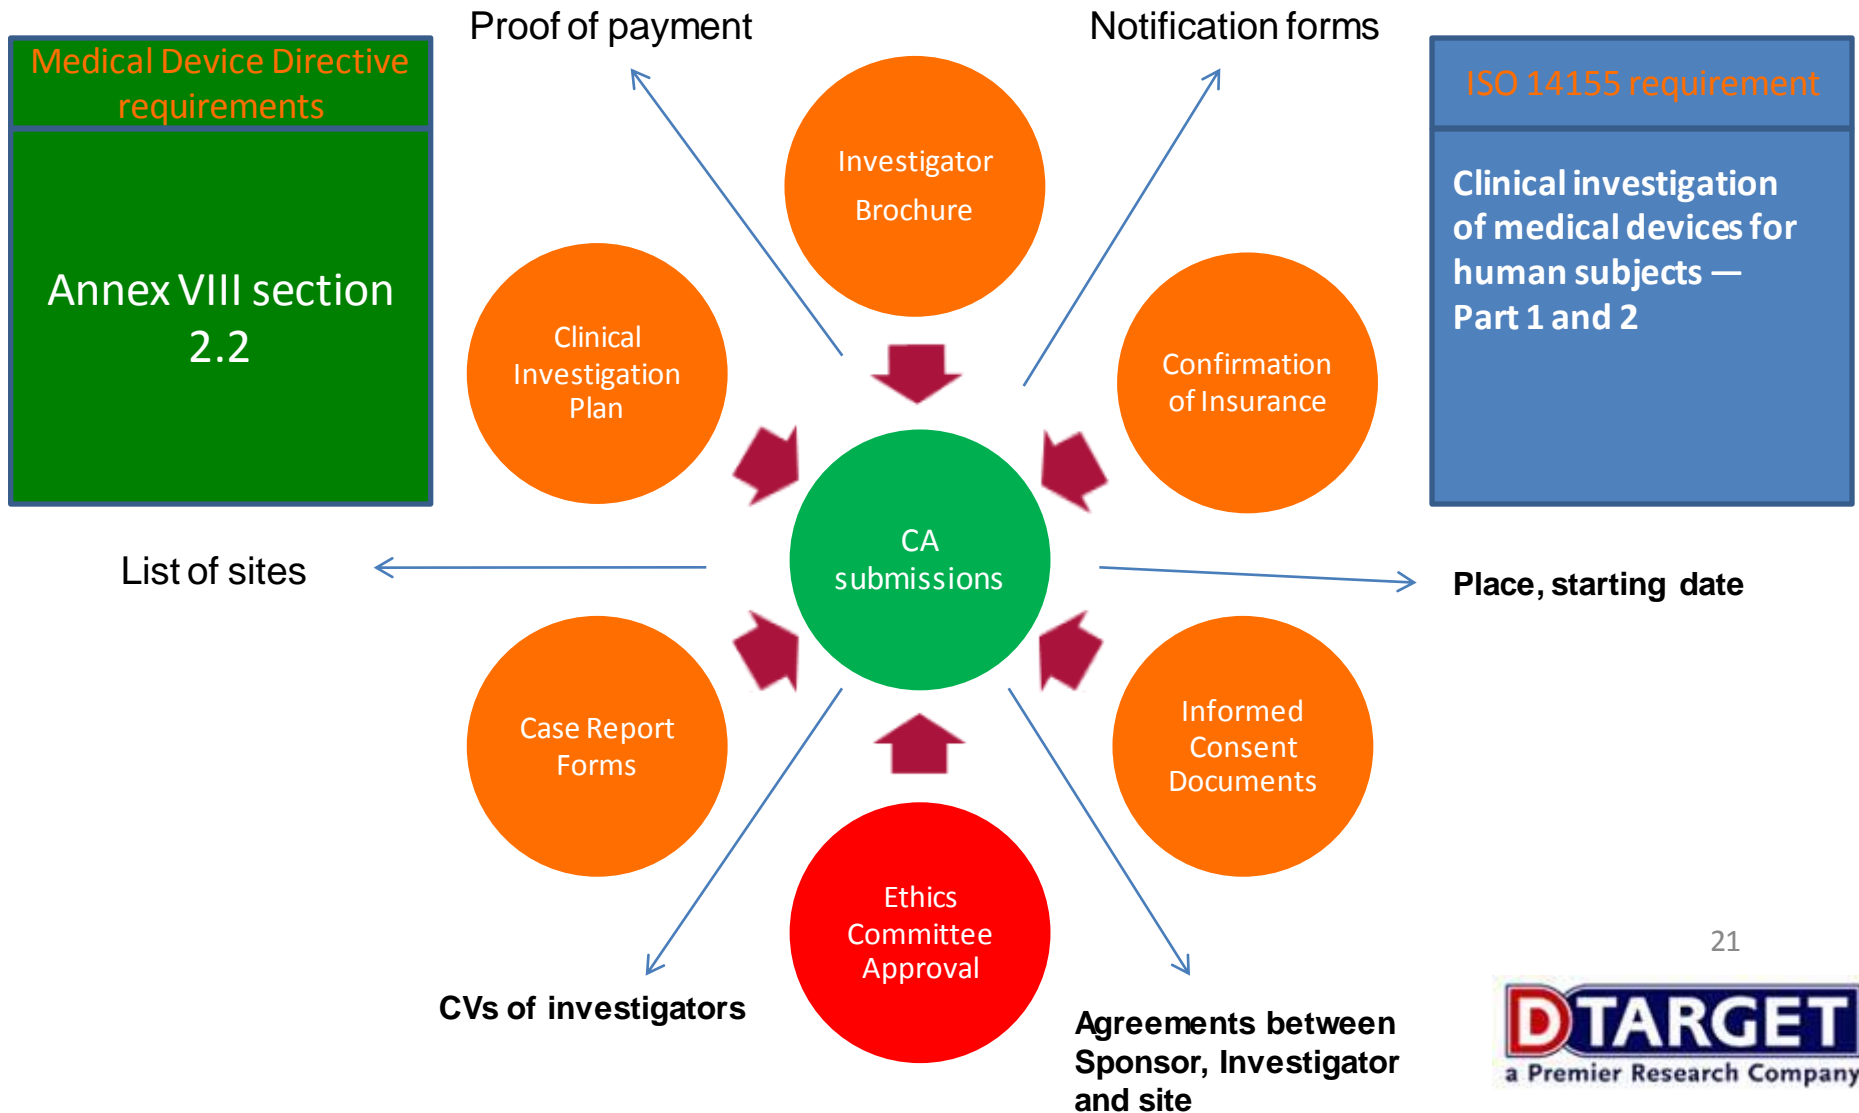 Proof of payment
Notification forms
Medical Device Directive
requirements
Annex VIII section
2.2
ISO 14155 requirement
Clinical investigation
of medical devices for
human subjects —
Part 1 and 2
Investigator
Brochure
Clinical
Investigation
Plan
Confirmation
of Insurance
CA
submissions
List of sites
Place, starting date
Case Report
Forms
Informed
Consent
Documents
Ethics
Committee
Approval
CVs of investigators
Agreements between
Sponsor, Investigator
and site
21
DTARGET
a Premier Research Company